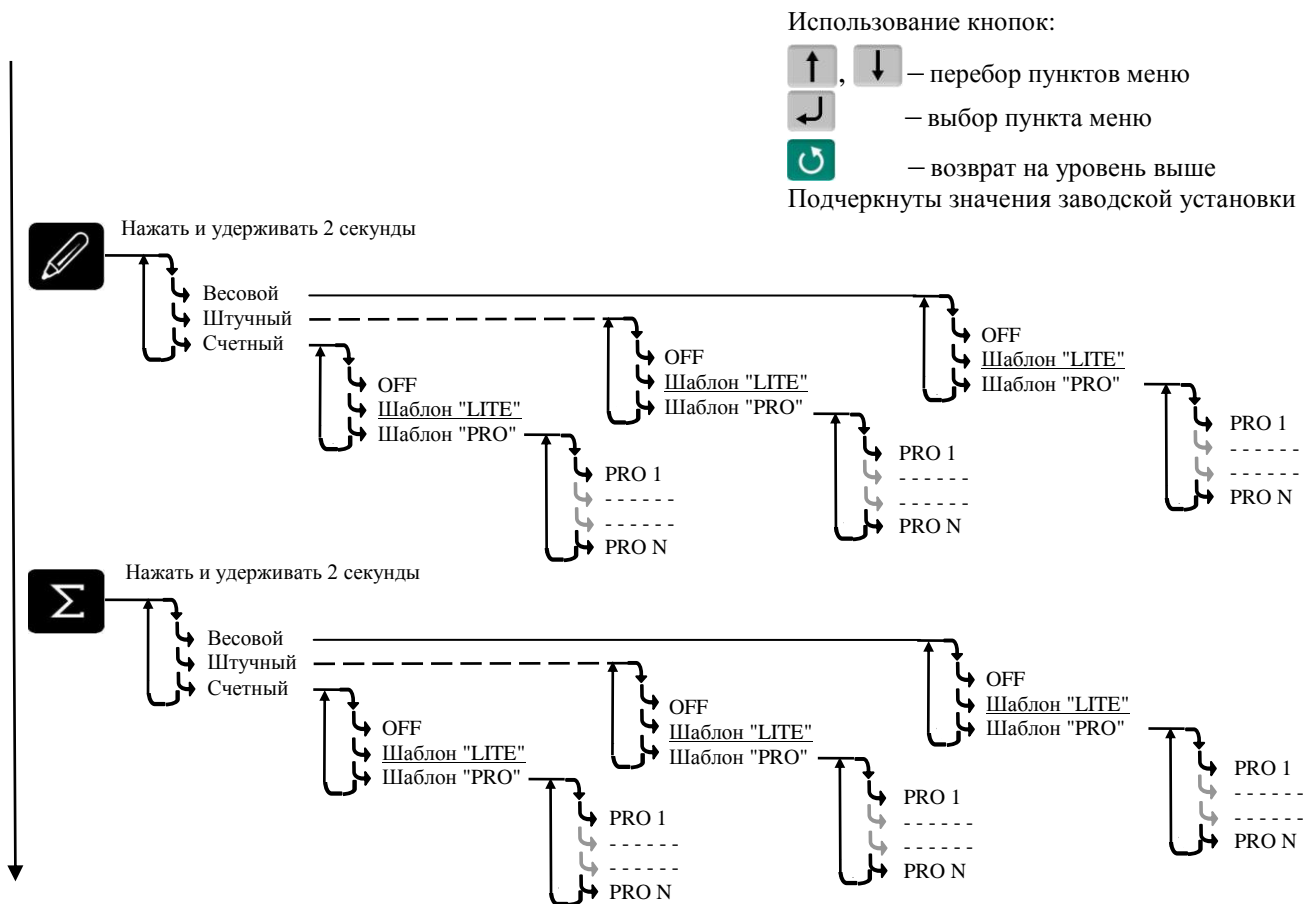 Использование кнопок:
, – перебор пунктов меню
– выбор пункта меню
– возврат на уровень выше
Подчеркнуты значения заводской установки
Нажать и удерживать 2 секунды
Весовой
Штучный
Счетный
OFF
Шаблон "LITE"
Шаблон "PRO"
PRO 1
- - - - - -
- - - - - -
PRO N
OFF
Шаблон "LITE"
Шаблон "PRO"
PRO 1
- - - - - -
- - - - - -
PRO N
OFF
Шаблон "LITE"
Шаблон "PRO"
PRO 1
- - - - - -
- - - - - -
PRO N
Нажать и удерживать 2 секунды
Σ
Весовой
Штучный
Счетный
OFF
Шаблон "LITE"
Шаблон "PRO"
PRO 1
- - - - - -
- - - - - -
PRO N
OFF
Шаблон "LITE"
Шаблон "PRO"
PRO 1
- - - - - -
- - - - - -
PRO N
OFF
Шаблон "LITE"
Шаблон "PRO"
PRO 1
- - - - - -
- - - - - -
PRO N